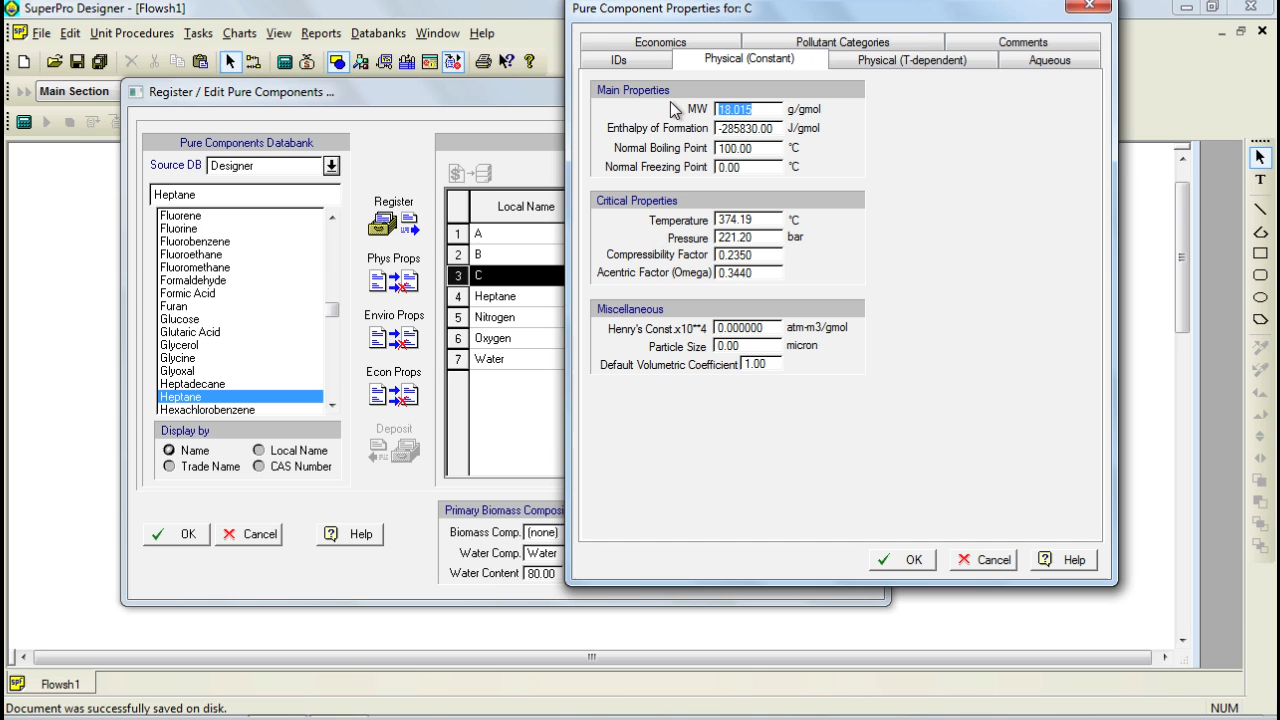 SuperPro Designer - [Flowsh1]
File Edit Unit Procedures Tasks Charts View Reports Databanks Window Help
Main Section
Register / Edit Pure Components ...
Pure Components Databank
Source DB Designer
Heptane
Fluorene
Fluorine
Fluorobenzene
Fluoroethane
Fluoromethane
Formaldehyde
Formic Acid
Furan
Glucose
Glutaric Acid
Glycerol
Glycine
Glyoxal
Heptadecane
Heptane
Hexachlorobenzene
Display by
Name Local Name
Trade Name CAS Number
OK Cancel Help
Register
Phys Props
Enviro Props
Econ Props
Deposit
Local Name
1 A
2 B
3 C
4 Heptane
5 Nitrogen
6 Oxygen
7 Water
Primary Biomass Composi
Biomass Comp. (none)
Water Comp. Water
Water Content 80.00
Pure Component Properties for: C
Economics Pollutant Categories Comments
IDs Physical (Constant) Physical (T-dependent) Aqueous
Main Properties
MW 18.015 g/gmol
Enthalpy of Formation -285830.00 J/gmol
Normal Boiling Point 100.00 °C
Normal Freezing Point 0.00 °C
Critical Properties
Temperature 374.19 °C
Pressure 221.20 bar
Compressibility Factor 0.2350
Acentric Factor (Omega) 0.3440
Miscellaneous
Henry's Const.x10**4 0.000000 atm-m3/gmol
Particle Size 0.00 micron
Default Volumetric Coefficient 1.00
OK Cancel Help
Flowsh1
Document was successfully saved on disk. NUM